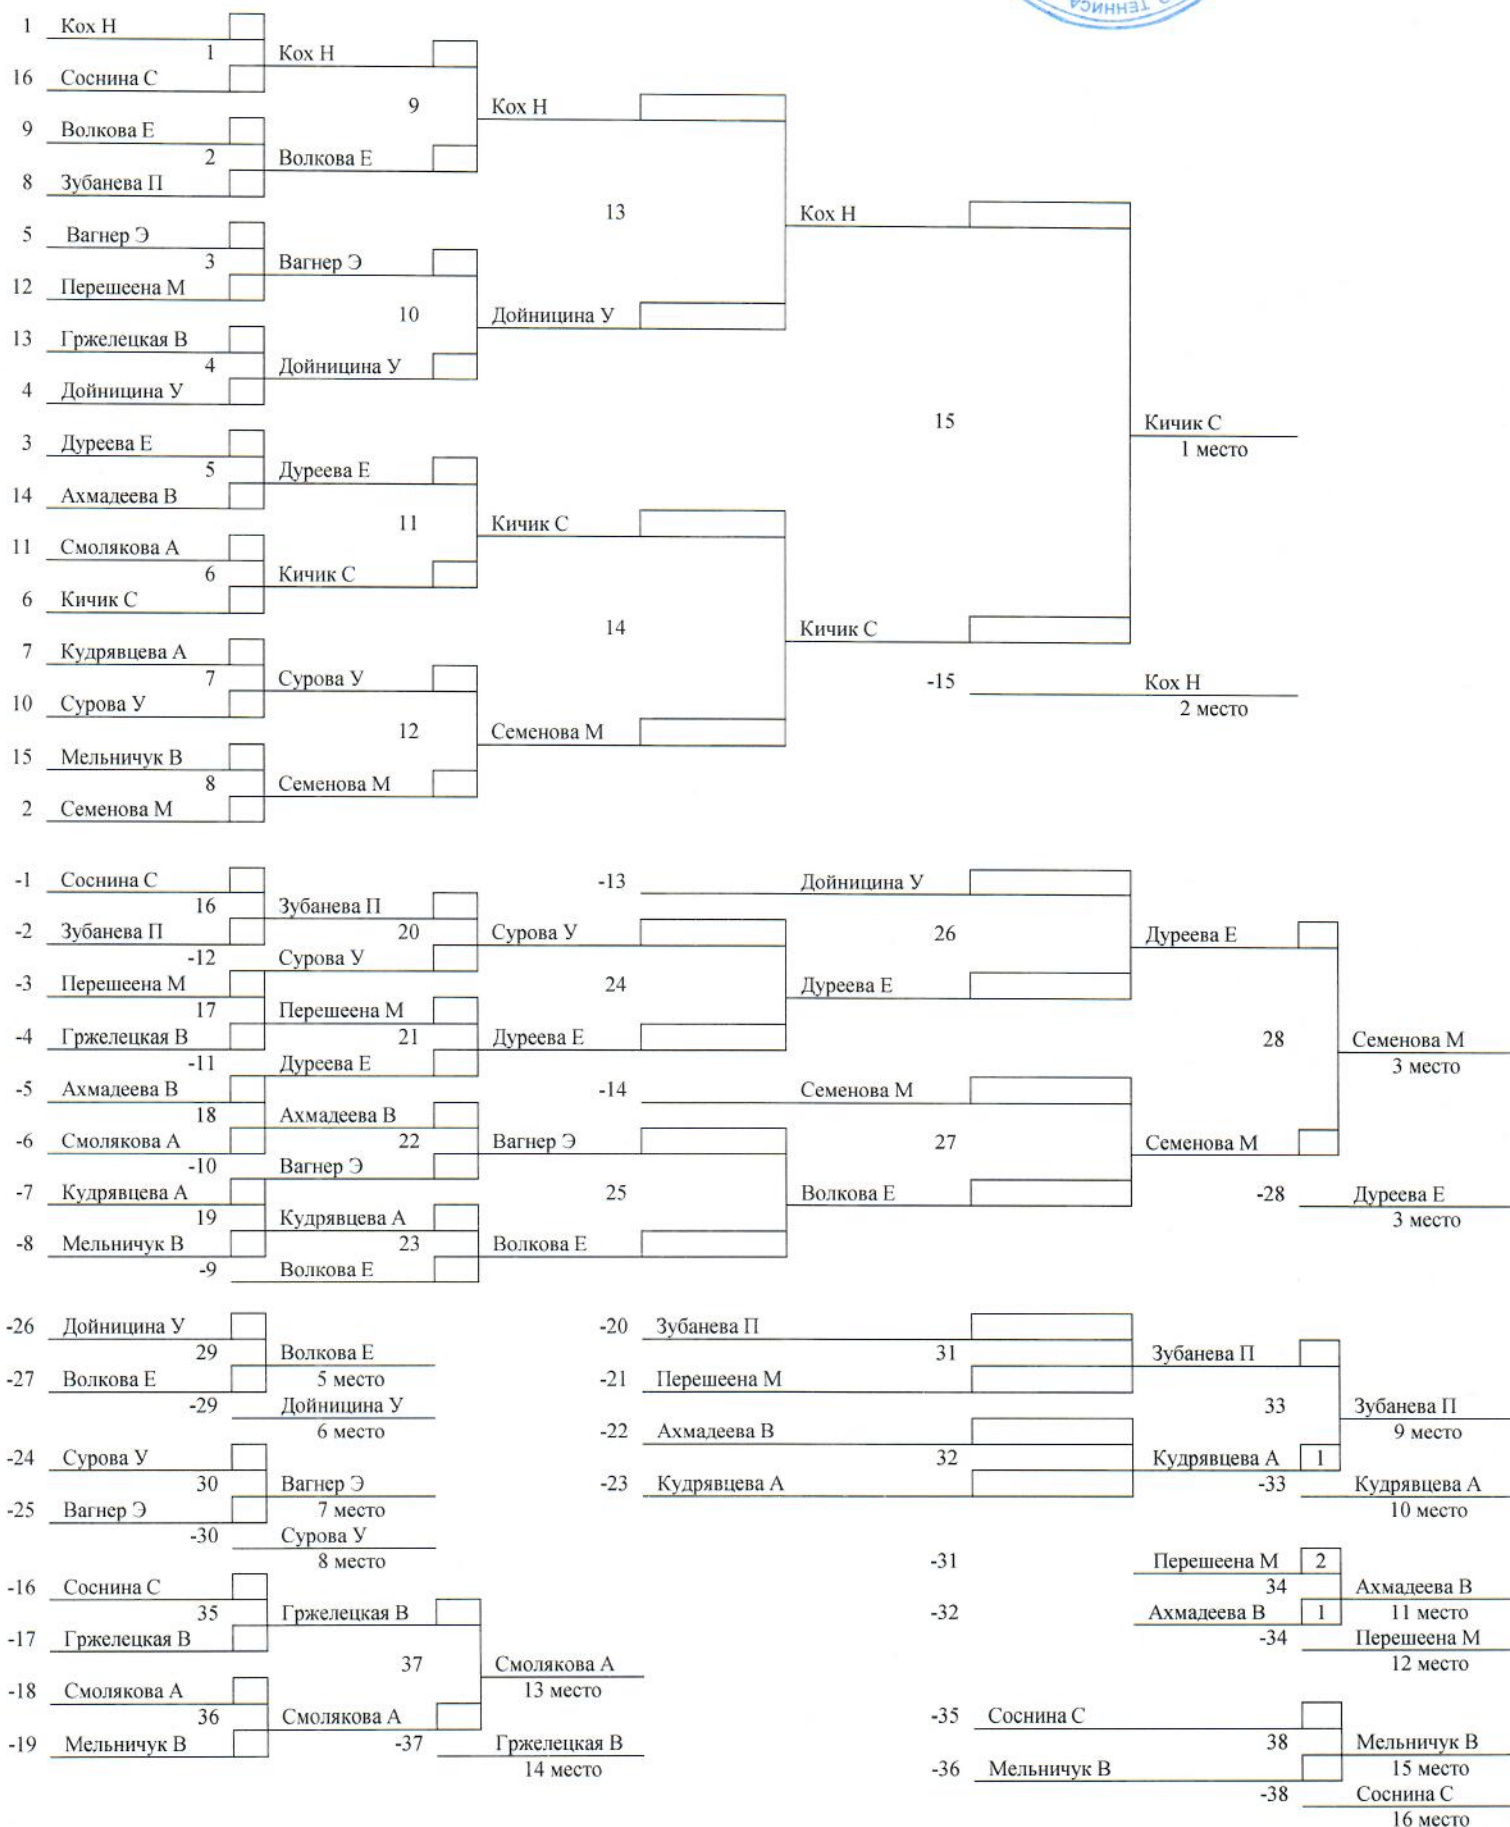 ТЕННИСА
1 Кох Н
1 Кох Н
16 Соснина С
9 Кох Н
9 Волкова Е
2 Волкова Е
8 Зубанева П
13 Кох Н
5 Вагнер Э
3 Вагнер Э
12 Перешеена М
10 Дойницина У
13 Гржелецкая В
4 Дойницина У
4 Дойницина У
15 Кичик С
1 место
3 Дуреева Е
5 Дуреева Е
14 Ахмадеева В
11 Кичик С
11 Смолякова А
6 Кичик С
6 Кичик С
14 Кичик С
7 Кудрявцева А
7 Сурова У
-15 Кох Н
10 Сурова У
2 место
12 Семенова М
15 Мельничук В
8 Семенова М
2 Семенова М
-1 Соснина С
-13 Дойницина У
16 Зубанева П
-2 Зубанева П
20 Сурова У
26 Дуреева Е
-12 Сурова У
-3 Перешеена М
24 Дуреева Е
17 Перешеена М
-4 Гржелецкая В
21 Дуреева Е
28 Семенова М
-11 Дуреева Е
3 место
-5 Ахмадеева В
-14 Семенова М
18 Ахмадеева В
-6 Смолякова А
22 Вагнер Э
27 Семенова М
-10 Вагнер Э
-7 Кудрявцева А
25 Волкова Е
-28 Дуреева Е
19 Кудрявцева А
3 место
-8 Мельничук В
23 Волкова Е
-9 Волкова Е
-26 Дойницина У
-20 Зубанева П
29 Волкова Е
31 Зубанева П
-27 Волкова Е
5 место
-21 Перешеена М
-29 Дойницина У
33 Зубанева П
6 место
-22 Ахмадеева В
9 место
-24 Сурова У
32 Кудрявцева А 1
30 Вагнер Э
-23 Кудрявцева А
-33 Кудрявцева А
-25 Вагнер Э
7 место
10 место
-30 Сурова У
8 место
-31 Перешеена М 2
-16 Соснина С
34 Ахмадеева В
35 Гржелецкая В
-32 Ахмадеева В 1
11 место
-17 Гржелецкая В
-34 Перешеена М
37 Смолякова А
12 место
-18 Смолякова А
13 место
36 Смолякова А
-35 Соснина С
-19 Мельничук В
-37 Гржелецкая В
38 Мельничук В
14 место
-36 Мельничук В
15 место
-38 Соснина С
16 место